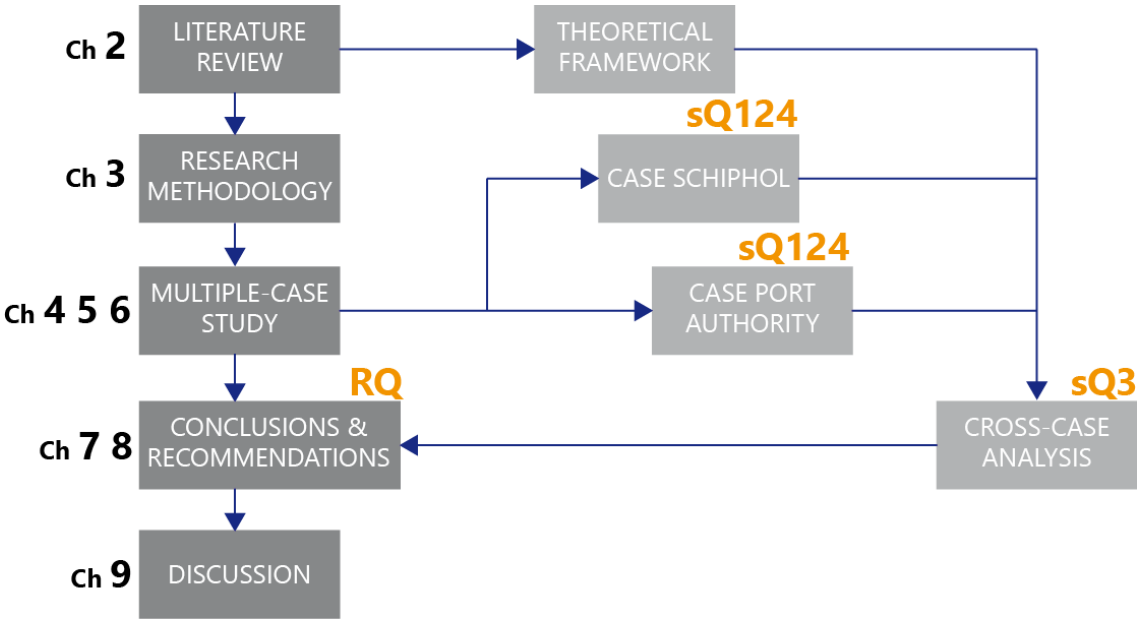 Ch 2
LITERATURE
REVIEW
THEORETICAL
FRAMEWORK
sQ124
Ch 3
RESEARCH
METHODOLOGY
CASE SCHIPHOL
sQ124
Ch 4 5 6
MULTIPLE-CASE
STUDY
CASE PORT
AUTHORITY
RQ
sQ3
Ch 7 8
CONCLUSIONS &
RECOMMENDATIONS
CROSS-CASE
ANALYSIS
Ch 9
DISCUSSION